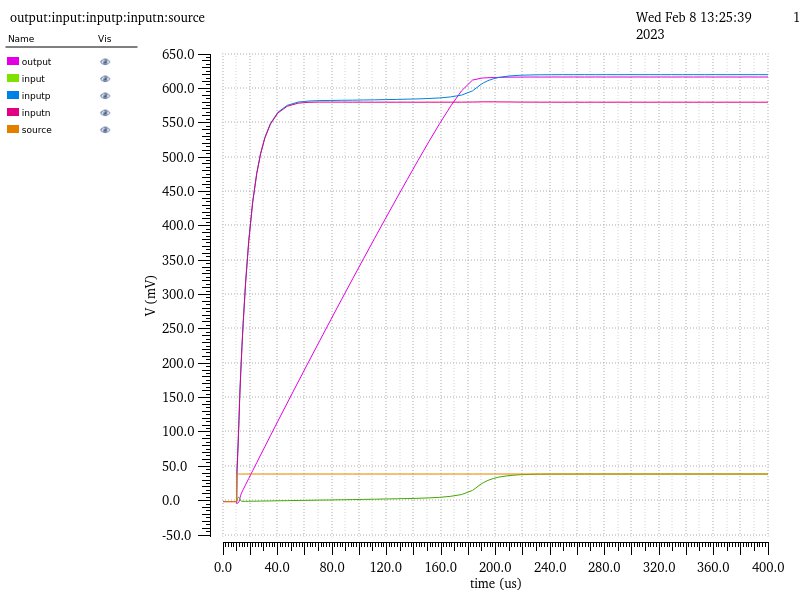 output:input:inputp:inputn:source
Wed Feb 8 13:25:39 1
2023
Name Vis
output
input
inputp
inputn
source
650.0
600.0
550.0
500.0
450.0
400.0
350.0
300.0
250.0
200.0
150.0
100.0
50.0
0.0
-50.0
V (mV)
0.0 40.0 80.0 120.0 160.0 200.0 240.0 280.0 320.0 360.0 400.0
time (us)